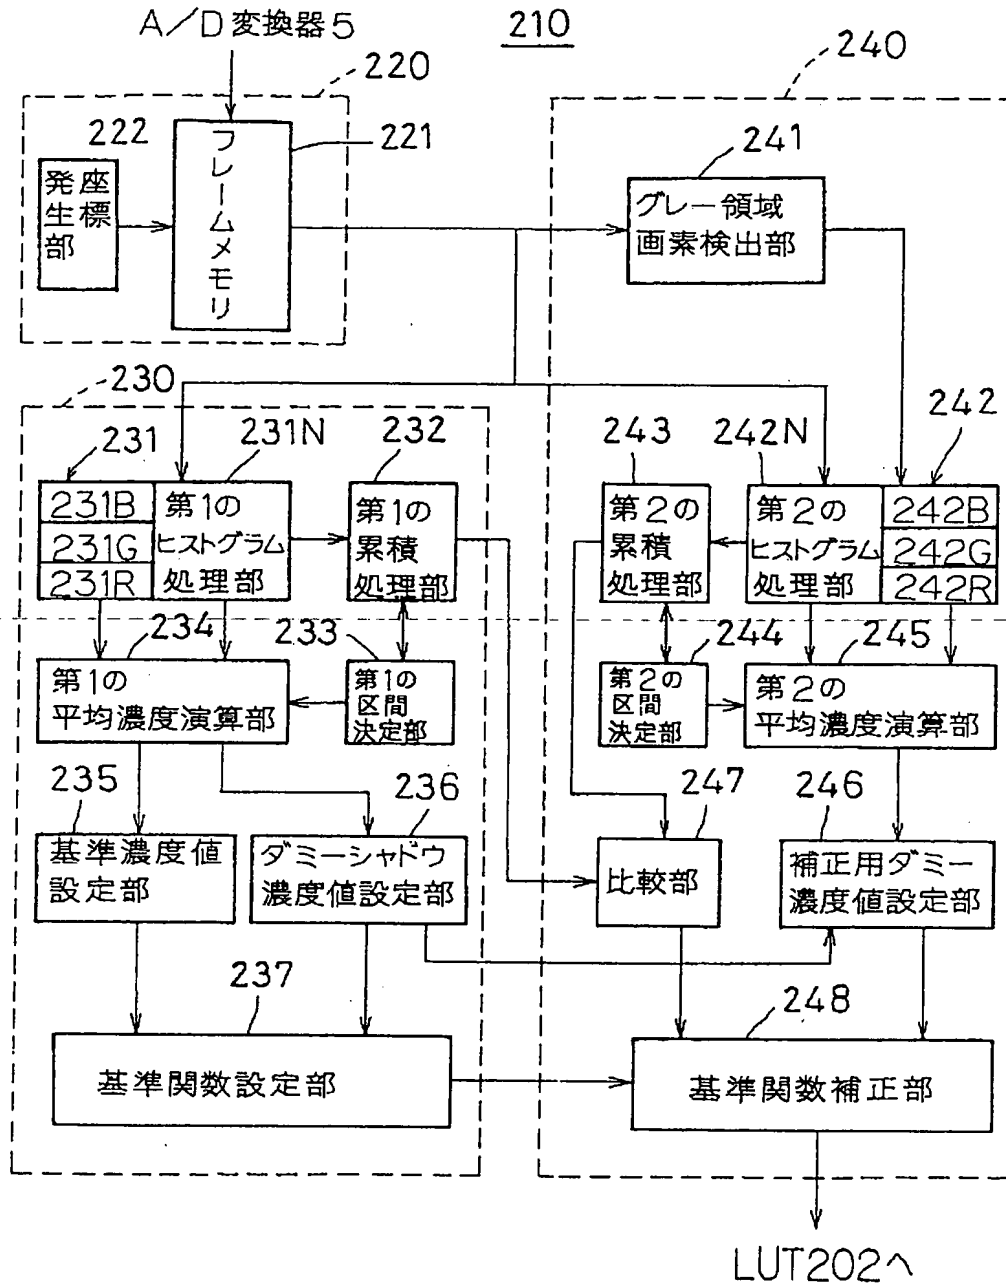 A/D変換器5
210
220
240
222
221
241
座標
発生部
フレームメモリ
グレー領域
画素検出部
230
231
231N
232
243
242N
242
231B
231G
231R
第1の
ヒストグラム
処理部
第1の
累積
処理部
第2の
累積
処理部
第2の
ヒストグラム
処理部
242B
242G
242R
234
233
244
245
第1の
平均濃度演算部
第1の
区間
決定部
第2の
区間
決定部
第2の
平均濃度演算部
235
236
247
246
基準濃度値
設定部
ダミーシャドウ
濃度値設定部
比較部
補正用ダミー
濃度値設定部
237
248
基準関数設定部
基準関数補正部
LUT202へ